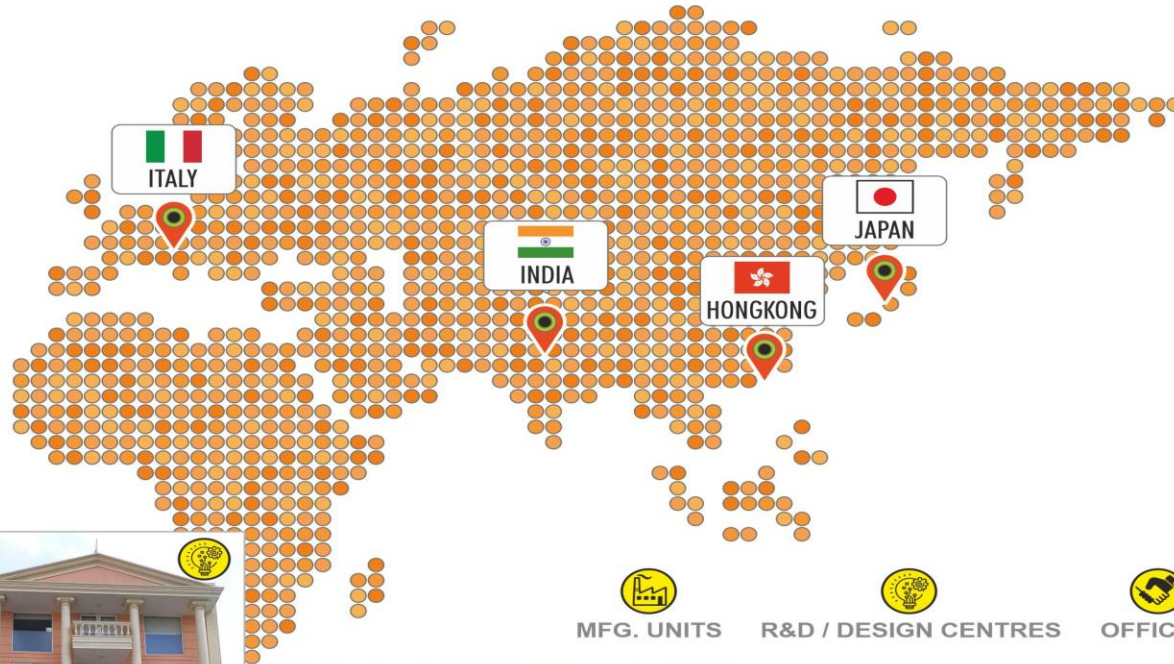 ITALY
INDIA
JAPAN
HONGKONG
MFG. UNITS
R&D / DESIGN CENTRES